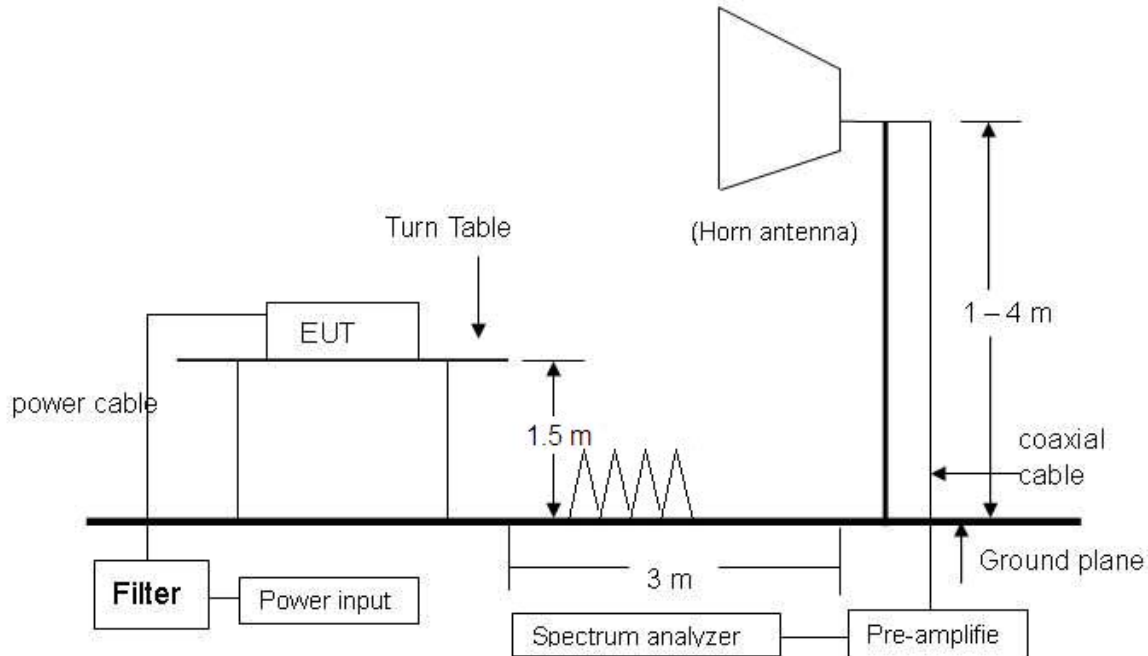 (Horn antenna)
Turn Table
1 – 4 m
EUT
power cable
1.5 m
coaxial
cable
Ground plane
3 m
Filter
Power input
Spectrum analyzer
Pre-amplifie